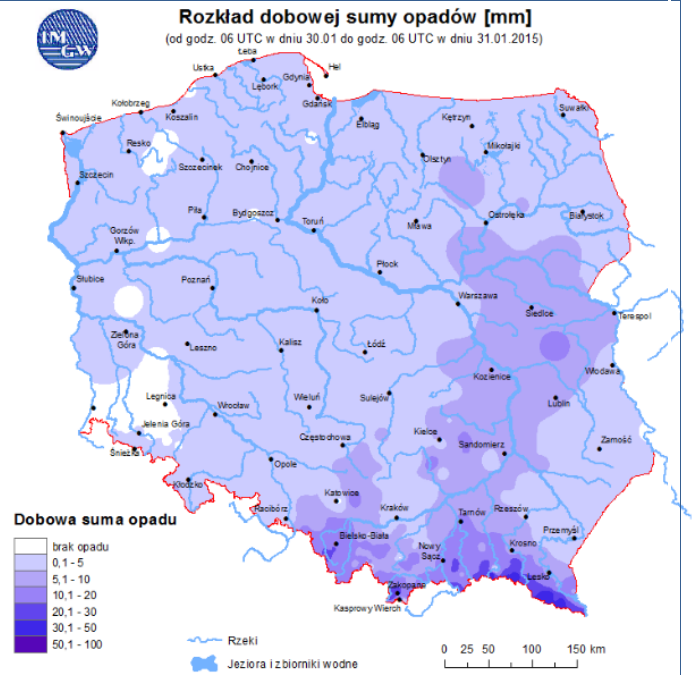 Rozkład dobowej sumy opadów [mm]
(od godz. 06 UTC w dniu 30.01 do godz. 06 UTC w dniu 31.01.2015)
IM
GW
Łeba
Hel
Ustka
Gdynia
Lębork
Suwałki
Kołobrzeg
Gdańsk
Koszalin
Kętrzyn
Świnoujście
Elbląg
Resko
Mikołajki
Olsztyn
Szczecinek
Chojnice
Szczecin
Piła
Bydgoszcz
Ostrołęka
Białystok
Toruń
Mława
Gorzów
Wlkp.
Płock
Słubice
Poznań
Warszawa
Koło
Siedlce
Terespol
Zielona
Góra
Leszno
Kalisz
Łódź
Kozienice
Włodawa
Legnica
Wieluń
Sulejów
Wrocław
Lublin
Jelenia Góra
Częstochowa
Kielce
Sandomierz
Zamość
Śnieżka
Opole
Kłodzko
Katowice
Racibórz
Kraków
Tarnów
Rzeszów
Przemyśl
Bielsko-Biała
Nowy
Sącz
Krosno
Lesko
Zakopane
Kasprowy Wierch
Dobowa suma opadu
brak opadu
0,1 - 5
5,1 - 10
10,1 - 20
20,1 - 30
30,1 - 50
50,1 - 100
Rzeki
Jeziora i zbiorniki wodne
0 25 50 100 150 km